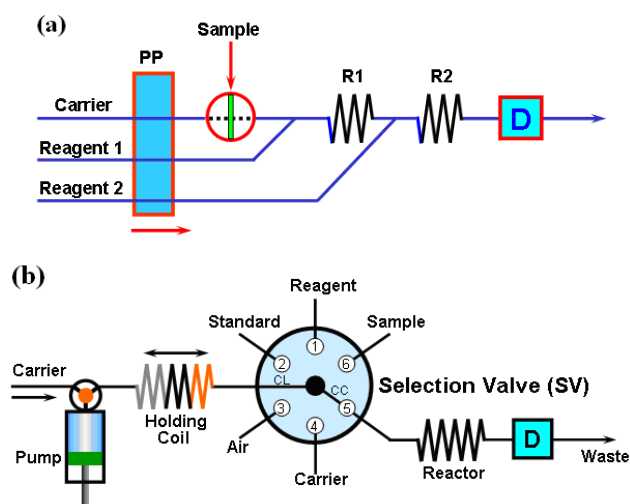 (a)
Sample
PP
R1
R2
Carrier
D
Reagent 1
Reagent 2
(b)
Reagent
Standard
Sample
Carrier
1
2
6
CL
CC
Selection Valve (SV)
3
5
4
Holding
Coil
Air
Pump
D
Reactor
Waste
Carrier